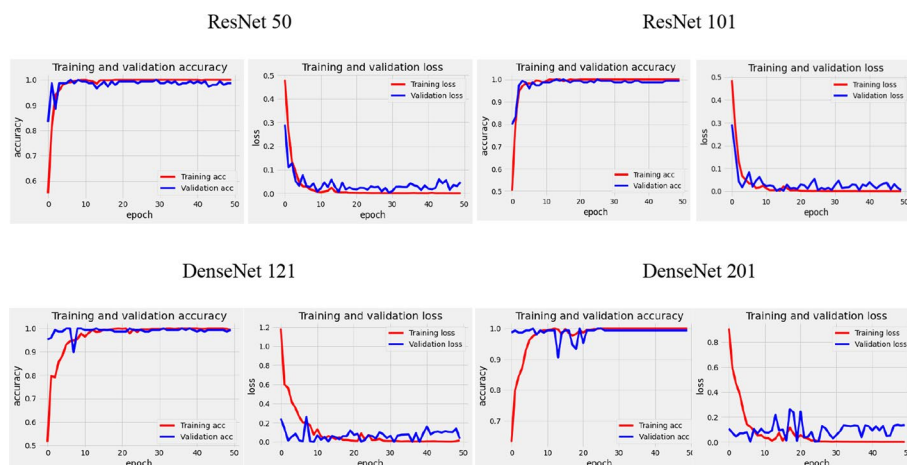 ResNet 50
ResNet 101
Training and validation accuracy
Training and validation loss
Training and validation accuracy
Training and validation loss
1.0
0.9
0.8
0.7
0.6
accuracy
Training acc
Validation acc
0 10 20 30 40 50
epoch
0.5
0.4
0.3
0.2
0.1
0.0
loss
Training loss
Validation loss
0 10 20 30 40 50
epoch
1.0
0.9
0.8
0.7
0.6
0.5
accuracy
Training acc
Validation acc
0 10 20 30 40 50
epoch
0.5
0.4
0.3
0.2
0.1
0.0
loss
Training loss
Validation loss
0 10 20 30 40 50
epoch
DenseNet 121
DenseNet 201
Training and validation accuracy
Training and validation loss
Training and validation accuracy
Training and validation loss
1.0
0.9
0.8
0.7
0.6
0.5
accuracy
Training acc
Validation acc
0 10 20 30 40 50
epoch
1.2
1.0
0.8
0.6
0.4
0.2
0.0
loss
Training loss
Validation loss
0 10 20 30 40 50
epoch
1.0
0.9
0.8
0.7
accuracy
Training acc
Validation acc
0 10 20 30 40 50
epoch
0.8
0.6
0.4
0.2
0.0
loss
Training loss
Validation loss
0 10 20 30 40 50
epoch